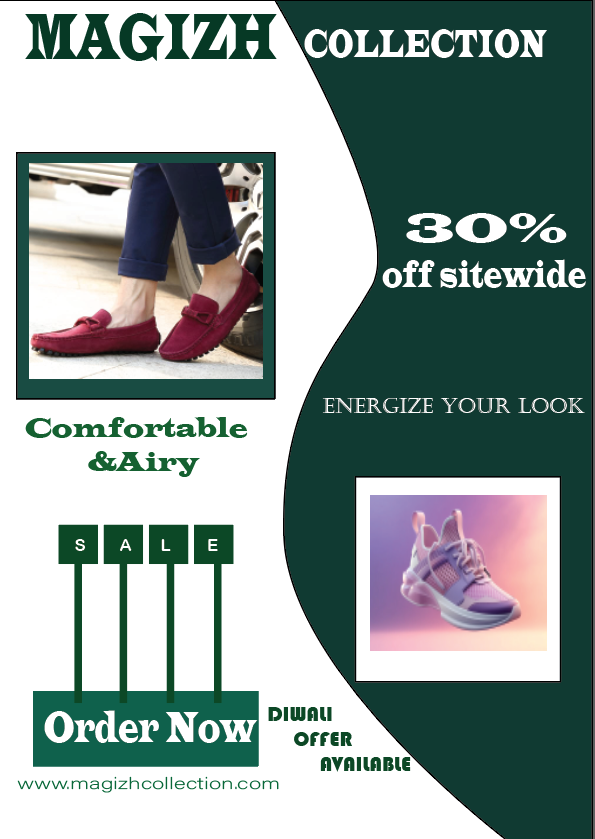 MAGIZH COLLECTION
30%
off sitewide
ENERGIZE YOUR LOOK
Comfortable
&Airy
S A L E
Order Now
DIWALI
OFFER
AVAILABLE
www.magizhcollection.com